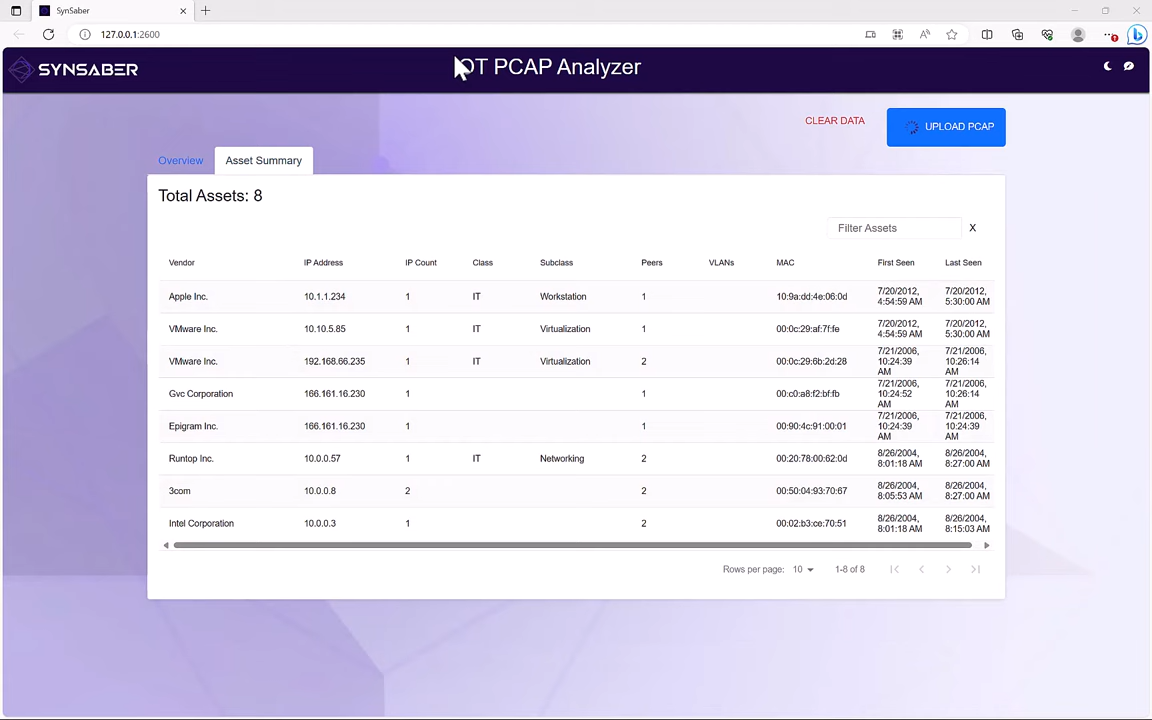 SynSaber
127.0.0.1:2600
SYNSABER
OT PCAP Analyzer
CLEAR DATA
UPLOAD PCAP
Overview
Asset Summary
Total Assets: 8
Filter Assets X
Vendor IP Address IP Count Class Subclass Peers VLANs MAC First Seen Last Seen
Apple Inc. 10.1.1.234 1 IT Workstation 1 10:9a:dd:4e:06:0d 7/20/2012, 4:54:59 AM 7/20/2012, 5:30:00 AM
VMware Inc. 10.10.5.85 1 IT Virtualization 1 00:0c:29:af:7f:fe 7/20/2012, 4:54:59 AM 7/20/2012, 5:30:00 AM
VMware Inc. 192.168.66.235 1 IT Virtualization 2 00:0c:29:6b:2d:28 7/21/2006, 10:24:39 AM 7/21/2006, 10:26:14 AM
Gvc Corporation 166.161.16.230 1 1 00:c0:a8:f2:bf:fb 7/21/2006, 10:24:52 AM 7/21/2006, 10:26:14 AM
Epigram Inc. 166.161.16.230 1 1 00:90:4c:91:00:01 7/21/2006, 10:24:39 AM 7/21/2006, 10:24:39 AM
Runtop Inc. 10.0.0.57 1 IT Networking 2 00:20:78:00:62:0d 8/26/2004, 8:01:18 AM 8/26/2004, 8:27:00 AM
3com 10.0.0.8 2 2 00:50:04:93:70:67 8/26/2004, 8:05:53 AM 8/26/2004, 8:27:00 AM
Intel Corporation 10.0.0.3 1 2 00:02:b3:ce:70:51 8/26/2004, 8:01:18 AM 8/26/2004, 8:15:03 AM
Rows per page: 10 1-8 of 8